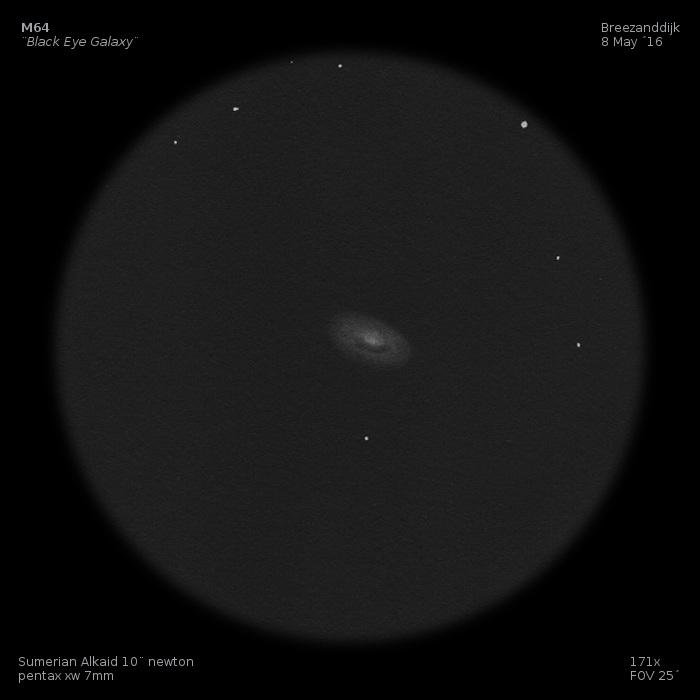 M64
¨Black Eye Galaxy¨
Breezanddijk
8 May ´16
Sumerian Alkaid 10¨ newton
pentax xw 7mm
171x
FOV 25´